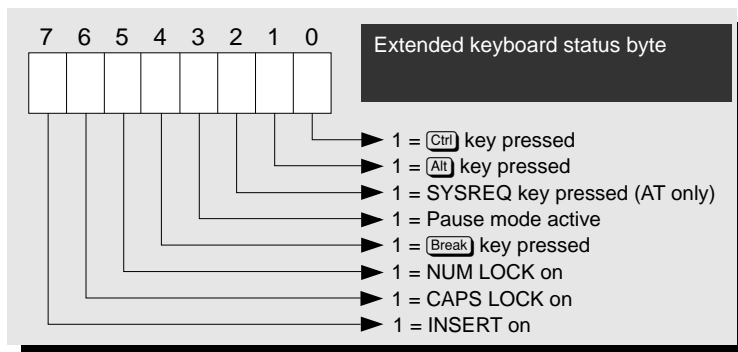 7 6 5 4 3 2 1 0
Extended keyboard status byte
1 = Ctrl key pressed
1 = Alt key pressed
1 = SYSREQ key pressed (AT only)
1 = Pause mode active
1 = Break key pressed
1 = NUM LOCK on
1 = CAPS LOCK on
1 = INSERT on